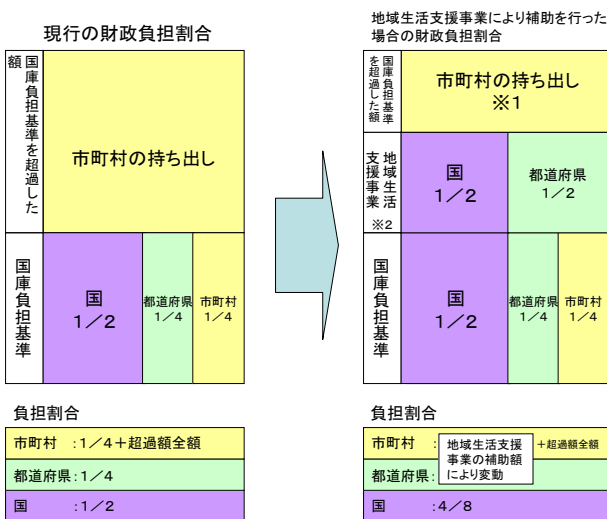 現行の財政負担割合
国庫負担基準を超過した
額
市町村の持ち出し
国庫負担基準
国
1／2
都道府県
1／4
市町村
1／4
負担割合
市町村　：1／4＋超過額全額
都道府県：1／4
国　　　：1／2
地域生活支援事業により補助を行った
場合の財政負担割合
国庫負担基準
を超過した額
市町村の持ち出し
※1
地域生活
支援事業
※2
国
1／2
都道府県
1／2
国庫負担基準
国
1／2
都道府県
1／4
市町村
1／4
負担割合
市町村　：
＋超過額全額
都道府県：
地域生活支援
事業の補助額
により変動
国　　　：4／8